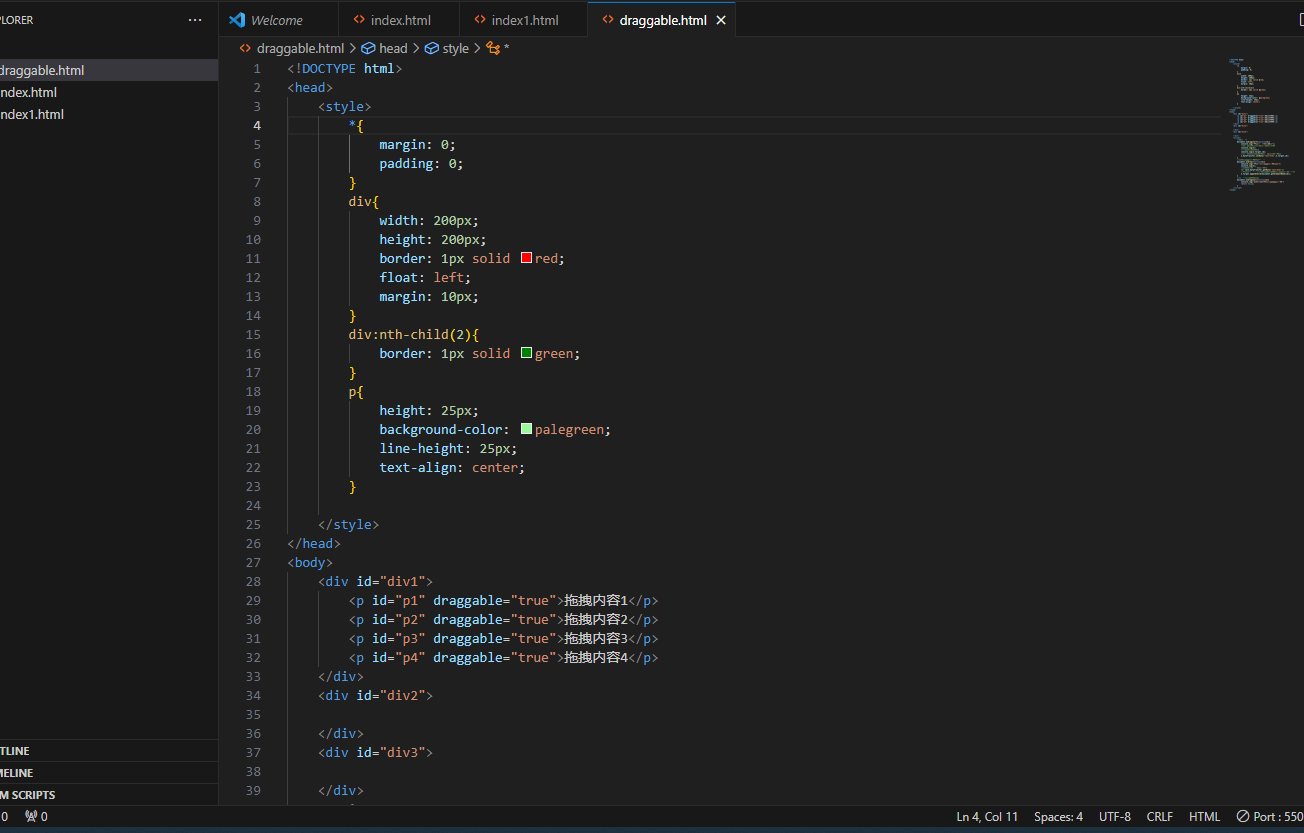 PLORER ···
draggable.html
ndex.html
ndex1.html
TLINE
MELINE
M SCRIPTS
Welcome index.html index1.html draggable.html
draggable.html > head > style > *
1 <!DOCTYPE html>
2 <head>
3 <style>
4 *{
5 margin: 0;
6 padding: 0;
7 }
8 div{
9 width: 200px;
10 height: 200px;
11 border: 1px solid red;
12 float: left;
13 margin: 10px;
14 }
15 div:nth-child(2){
16 border: 1px solid green;
17 }
18 p{
19 height: 25px;
20 background-color: palegreen;
21 line-height: 25px;
22 text-align: center;
23 }
24
25 </style>
26 </head>
27 <body>
28 <div id="div1">
29 <p id="p1" draggable="true">拖拽内容1</p>
30 <p id="p2" draggable="true">拖拽内容2</p>
31 <p id="p3" draggable="true">拖拽内容3</p>
32 <p id="p4" draggable="true">拖拽内容4</p>
33 </div>
34 <div id="div2">
35
36 </div>
37 <div id="div3">
38
39 </div>
0 0 Ln 4, Col 11 Spaces: 4 UTF-8 CRLF HTML Port : 550